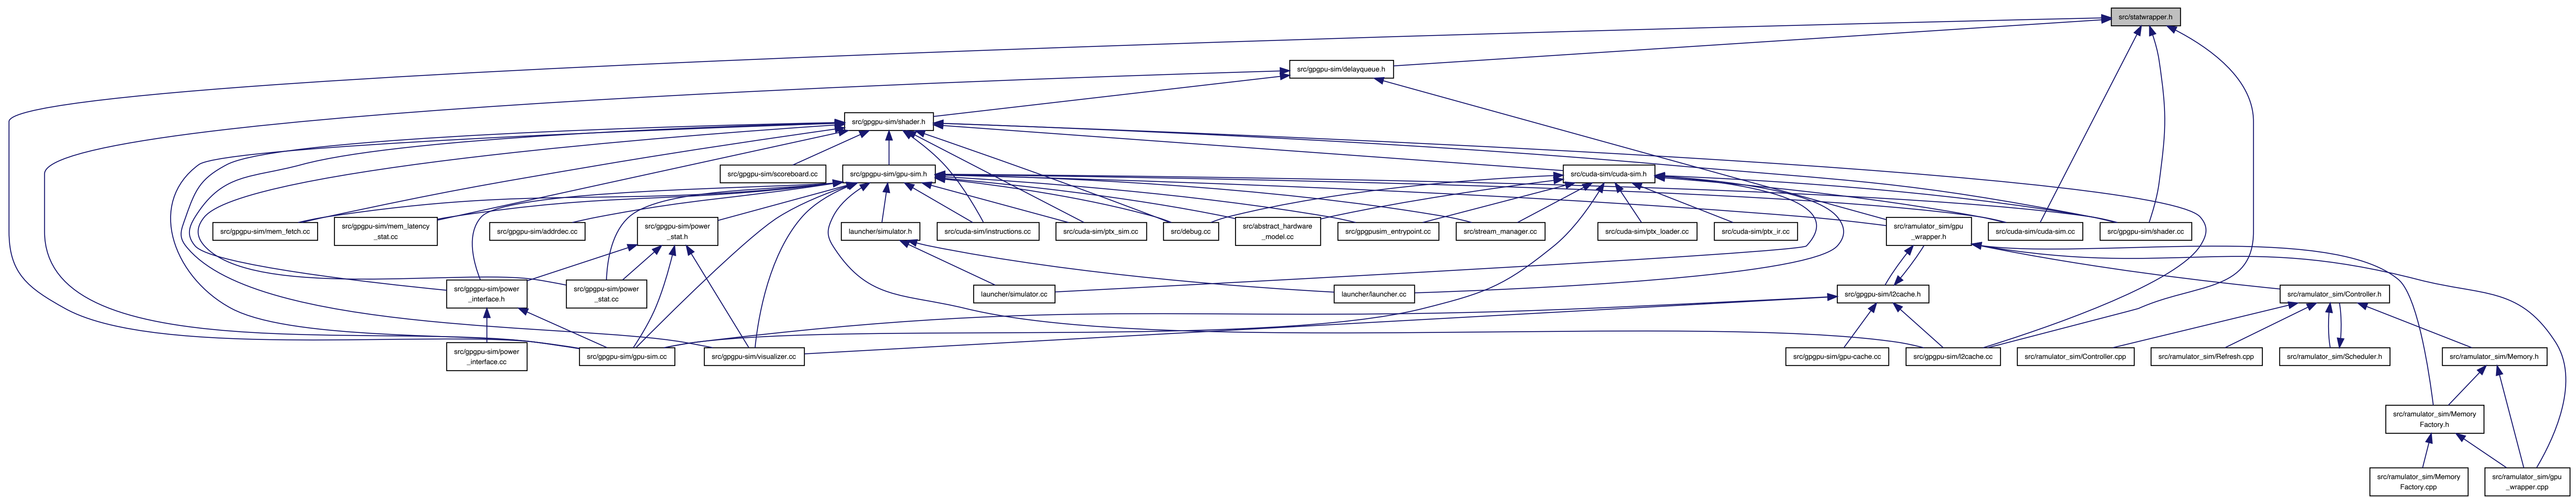 src/statwrapper.h
src/gpgpu-sim/delayqueue.h
src/gpgpu-sim/shader.h
src/gpgpu-sim/scoreboard.cc
src/gpgpu-sim/gpu-sim.h
src/cuda-sim/cuda-sim.h
src/gpgpu-sim/mem_fetch.cc
src/gpgpu-sim/mem_latency
_stat.cc
src/gpgpu-sim/addrdec.cc
src/gpgpu-sim/power
_stat.h
launcher/simulator.h
src/cuda-sim/instructions.cc
src/cuda-sim/ptx_sim.cc
src/debug.cc
src/abstract_hardware
_model.cc
src/gpgpusim_entrypoint.cc
src/stream_manager.cc
src/cuda-sim/ptx_loader.cc
src/cuda-sim/ptx_ir.cc
src/ramulator_sim/gpu
_wrapper.h
src/cuda-sim/cuda-sim.cc
src/gpgpu-sim/shader.cc
src/gpgpu-sim/power
_interface.h
src/gpgpu-sim/power
_stat.cc
launcher/simulator.cc
launcher/launcher.cc
src/gpgpu-sim/l2cache.h
src/ramulator_sim/Controller.h
src/gpgpu-sim/power
_interface.cc
src/gpgpu-sim/gpu-sim.cc
src/gpgpu-sim/visualizer.cc
src/gpgpu-sim/gpu-cache.cc
src/gpgpu-sim/l2cache.cc
src/ramulator_sim/Controller.cpp
src/ramulator_sim/Refresh.cpp
src/ramulator_sim/Scheduler.h
src/ramulator_sim/Memory.h
src/ramulator_sim/Memory
Factory.h
src/ramulator_sim/Memory
Factory.cpp
src/ramulator_sim/gpu
_wrapper.cpp